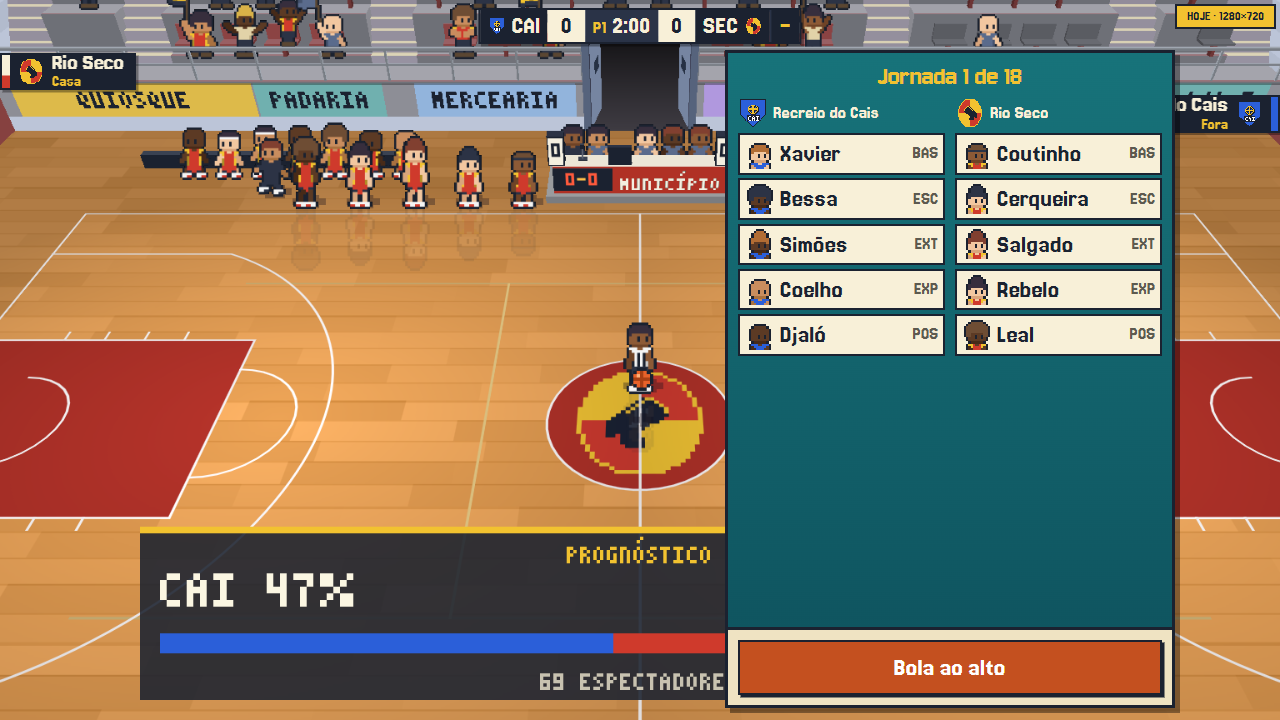 CAI 0 P1 2:00 0 SEC –
HOJE · 1280×720
Rio Seco
Casa
QUIOSQUE
PADARIA
MERCEARIA
o Cais
Fora
0-0
MUNICÍPIO
Jornada 1 de 18
CAI
Recreio do Cais
Rio Seco
Xavier BAS
Coutinho BAS
Bessa ESC
Cerqueira ESC
Simões EXT
Salgado EXT
Coelho EXP
Rebelo EXP
Djaló POS
Leal POS
PROGNÓSTICO
CAI 47%
69 ESPECTADORE
Bola ao alto